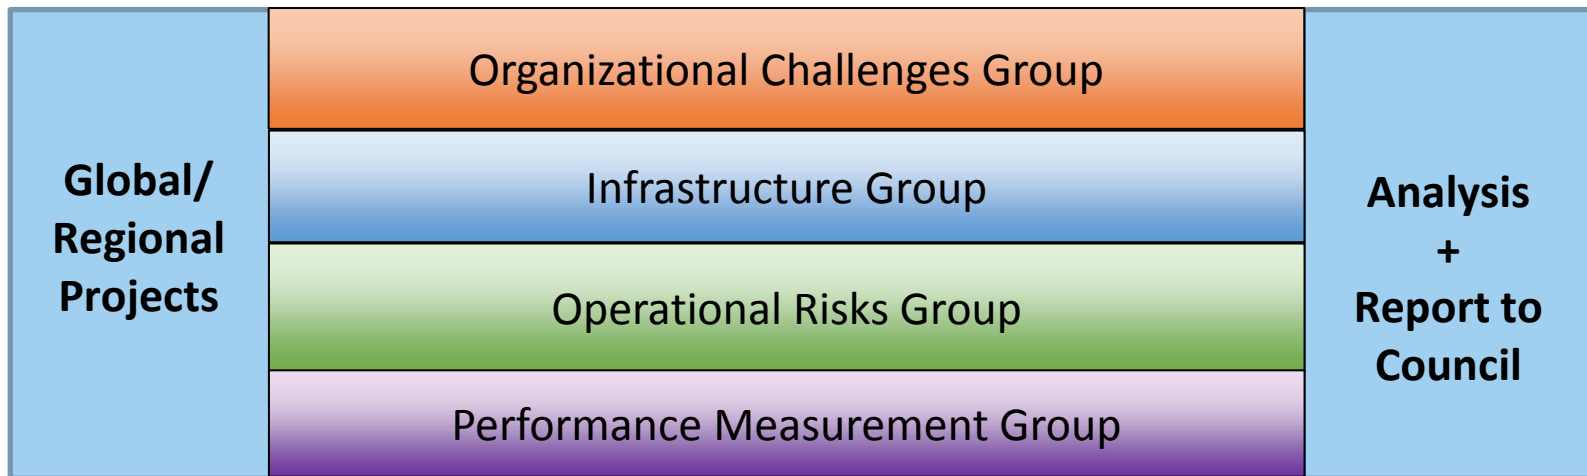 Global/
Regional
Projects
Organizational Challenges Group
Infrastructure Group
Operational Risks Group
Performance Measurement Group
Analysis
+
Report to
Council